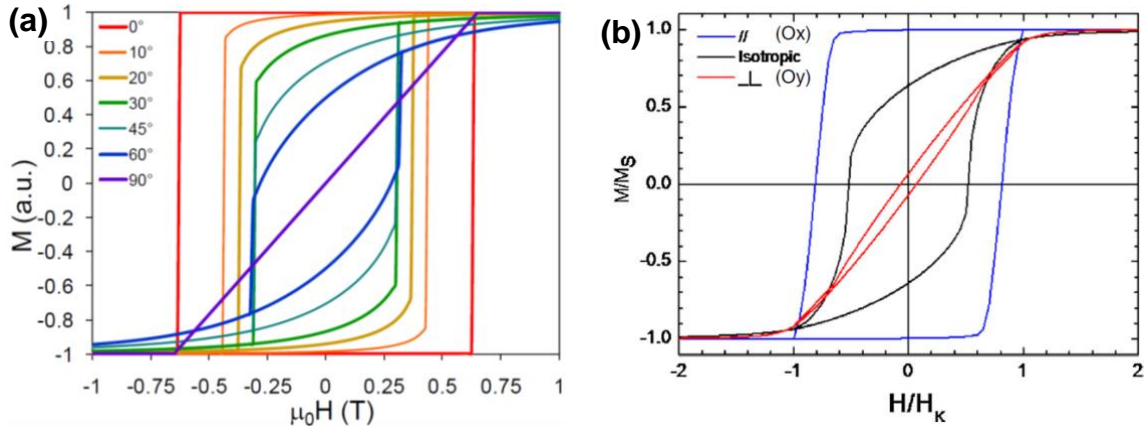 (a)
0°
10°
20°
30°
45°
60°
90°
1
0.8
0.6
0.4
0.2
0
-0.2
-0.4
-0.6
-0.8
-1
M (a.u.)
-1 -0.75 -0.5 -0.25 0 0.25 0.5 0.75 1
μ₀H (T)
(b)
// (Ox)
Isotropic
⊥ (Oy)
1.0
0.5
0.0
-0.5
-1.0
M/MS
-2 -1 0 1 2
H/HK